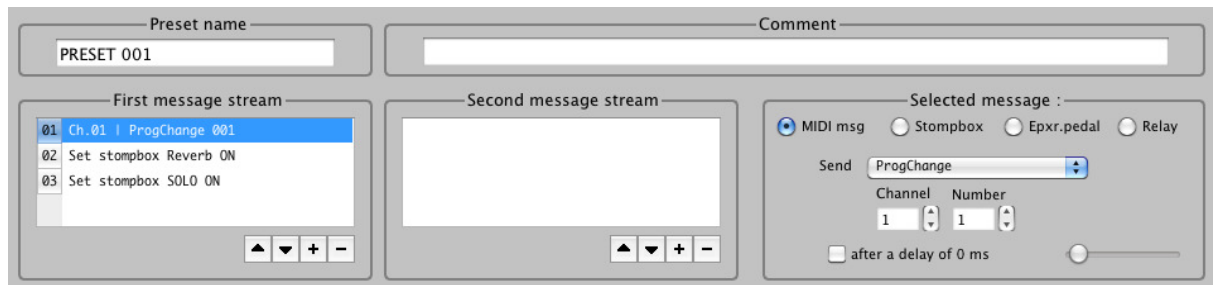 Preset name
PRESET 001
Comment
First message stream
01 Ch.01 | ProgChange 001
02 Set stompbox Reverb ON
03 Set stompbox SOLO ON
Second message stream
Selected message :
MIDI msg Stompbox Epxr.pedal Relay
Send ProgChange
Channel Number
1 1
after a delay of 0 ms